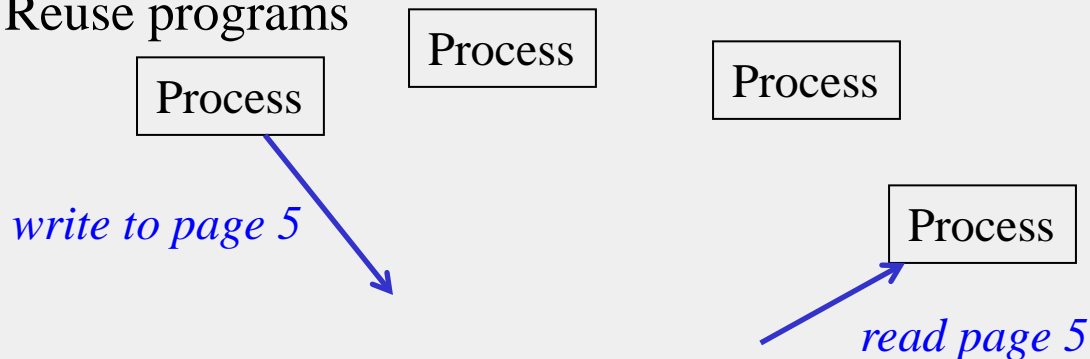 Reuse programs
Process
Process
Process
write to page 5
Process
read page 5